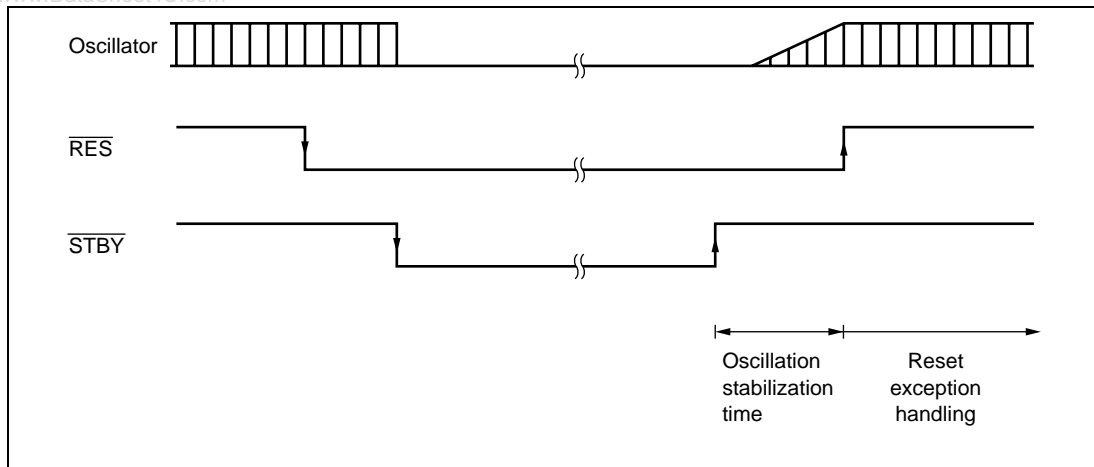 Oscillator
RES
STBY
Oscillation
stabilization
time
Reset
exception
handling